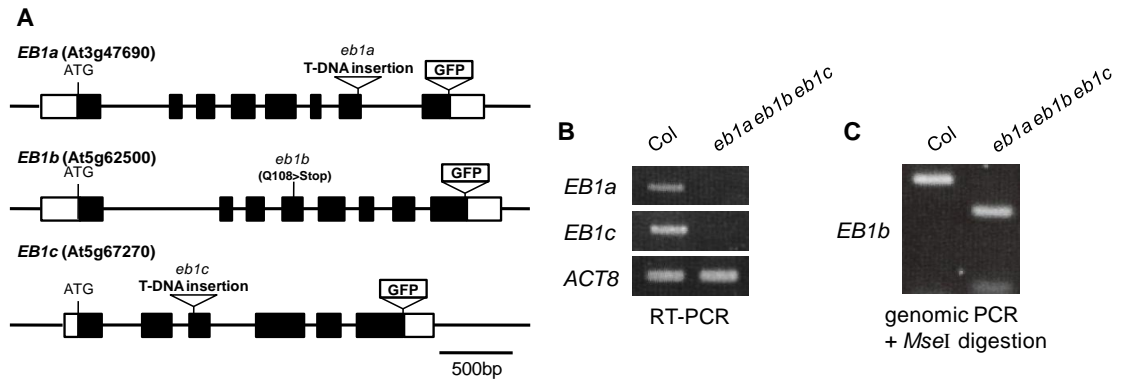 A
EB1a (At3g47690)
ATG
eb1a
T-DNA insertion
GFP
EB1b (At5g62500)
ATG
eb1b
(Q108>Stop)
GFP
EB1c (At5g67270)
ATG
eb1c
T-DNA insertion
GFP
500bp
B
Col
eb1a eb1b eb1c
EB1a
EB1c
ACT8
RT-PCR
C
Col
eb1a eb1b eb1c
EB1b
genomic PCR
+ MseI digestion